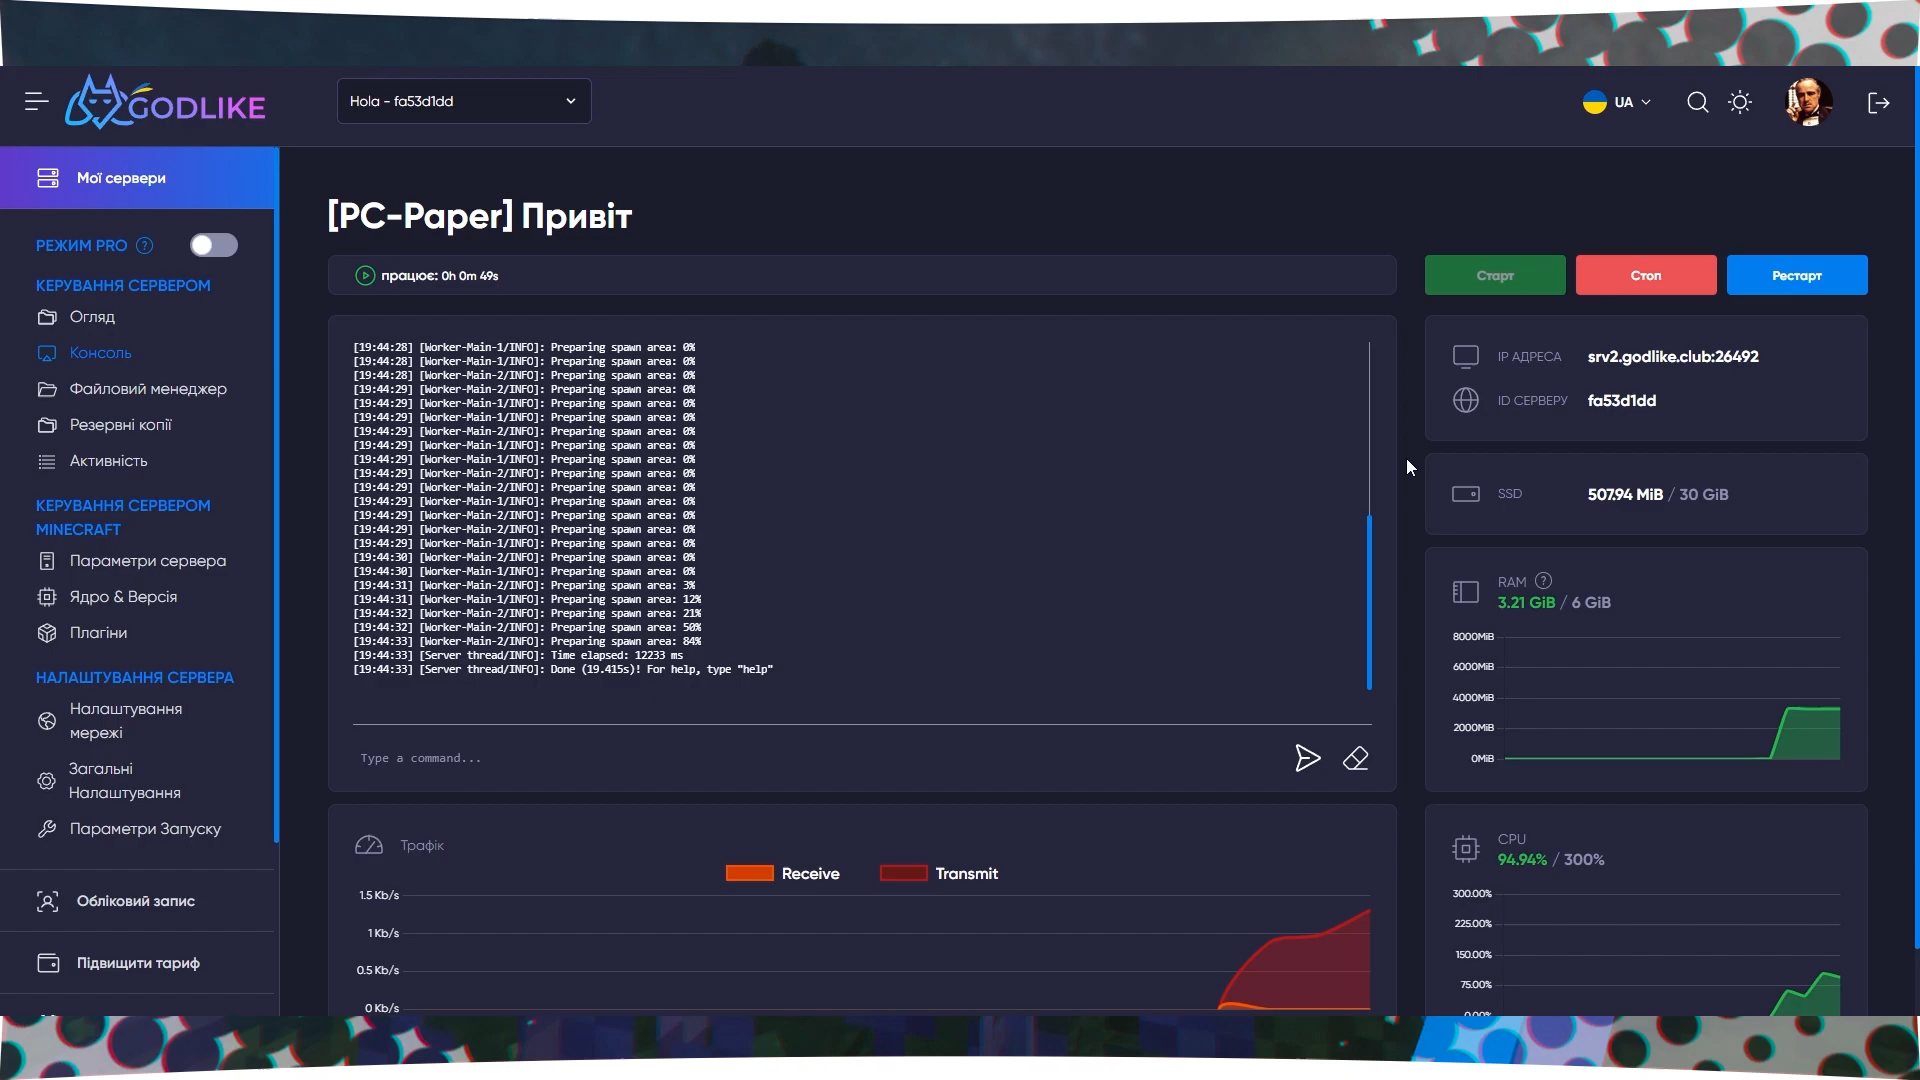 GODLIKE
Hola - fa53d1dd
UA
Мої сервери
РЕЖИМ PRO ?
КЕРУВАННЯ СЕРВЕРОМ
Огляд
Консоль
Файловий менеджер
Резервні копії
Активність
КЕРУВАННЯ СЕРВЕРОМ
MINECRAFT
Параметри сервера
Ядро & Версія
Плагіни
НАЛАШТУВАННЯ СЕРВЕРА
Налаштування
мережі
Загальні
Налаштування
Параметри Запуску
Обліковий запис
Підвищити тариф
[PC-Paper] Привіт
працює: 0h 0m 49s
Старт
Стоп
Рестарт
[19:44:28] [Worker-Main-1/INFO]: Preparing spawn area: 0%
[19:44:28] [Worker-Main-1/INFO]: Preparing spawn area: 0%
[19:44:28] [Worker-Main-2/INFO]: Preparing spawn area: 0%
[19:44:29] [Worker-Main-2/INFO]: Preparing spawn area: 0%
[19:44:29] [Worker-Main-1/INFO]: Preparing spawn area: 0%
[19:44:29] [Worker-Main-1/INFO]: Preparing spawn area: 0%
[19:44:29] [Worker-Main-2/INFO]: Preparing spawn area: 0%
[19:44:29] [Worker-Main-1/INFO]: Preparing spawn area: 0%
[19:44:29] [Worker-Main-1/INFO]: Preparing spawn area: 0%
[19:44:29] [Worker-Main-2/INFO]: Preparing spawn area: 0%
[19:44:29] [Worker-Main-2/INFO]: Preparing spawn area: 0%
[19:44:29] [Worker-Main-1/INFO]: Preparing spawn area: 0%
[19:44:29] [Worker-Main-2/INFO]: Preparing spawn area: 0%
[19:44:29] [Worker-Main-2/INFO]: Preparing spawn area: 0%
[19:44:29] [Worker-Main-1/INFO]: Preparing spawn area: 0%
[19:44:30] [Worker-Main-2/INFO]: Preparing spawn area: 0%
[19:44:30] [Worker-Main-1/INFO]: Preparing spawn area: 0%
[19:44:31] [Worker-Main-2/INFO]: Preparing spawn area: 3%
[19:44:31] [Worker-Main-1/INFO]: Preparing spawn area: 12%
[19:44:32] [Worker-Main-2/INFO]: Preparing spawn area: 21%
[19:44:32] [Worker-Main-2/INFO]: Preparing spawn area: 50%
[19:44:33] [Worker-Main-2/INFO]: Preparing spawn area: 84%
[19:44:33] [Server thread/INFO]: Time elapsed: 12233 ms
[19:44:33] [Server thread/INFO]: Done (19.415s)! For help, type "help"
Type a command...
Трафік
Receive
Transmit
1.5 Kb/s
1 Kb/s
0.5 Kb/s
0 Kb/s
IP АДРЕСА srv2.godlike.club:26492
ID СЕРВЕРУ fa53d1dd
SSD 507.94 MiB / 30 GiB
RAM ?
3.21 GiB / 6 GiB
8000MiB
6000MiB
4000MiB
2000MiB
0MiB
CPU
94.94% / 300%
300.00%
225.00%
150.00%
75.00%
0.00%